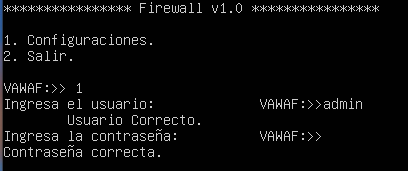 **************** Firewall v1.0 ****************
1. Configuraciones.
2. Salir.
VAWAF:>> 1
Ingresa el usuario: VAWAF:>>admin
Usuario Correcto.
Ingresa la contraseña: VAWAF:>>
Contraseña correcta.